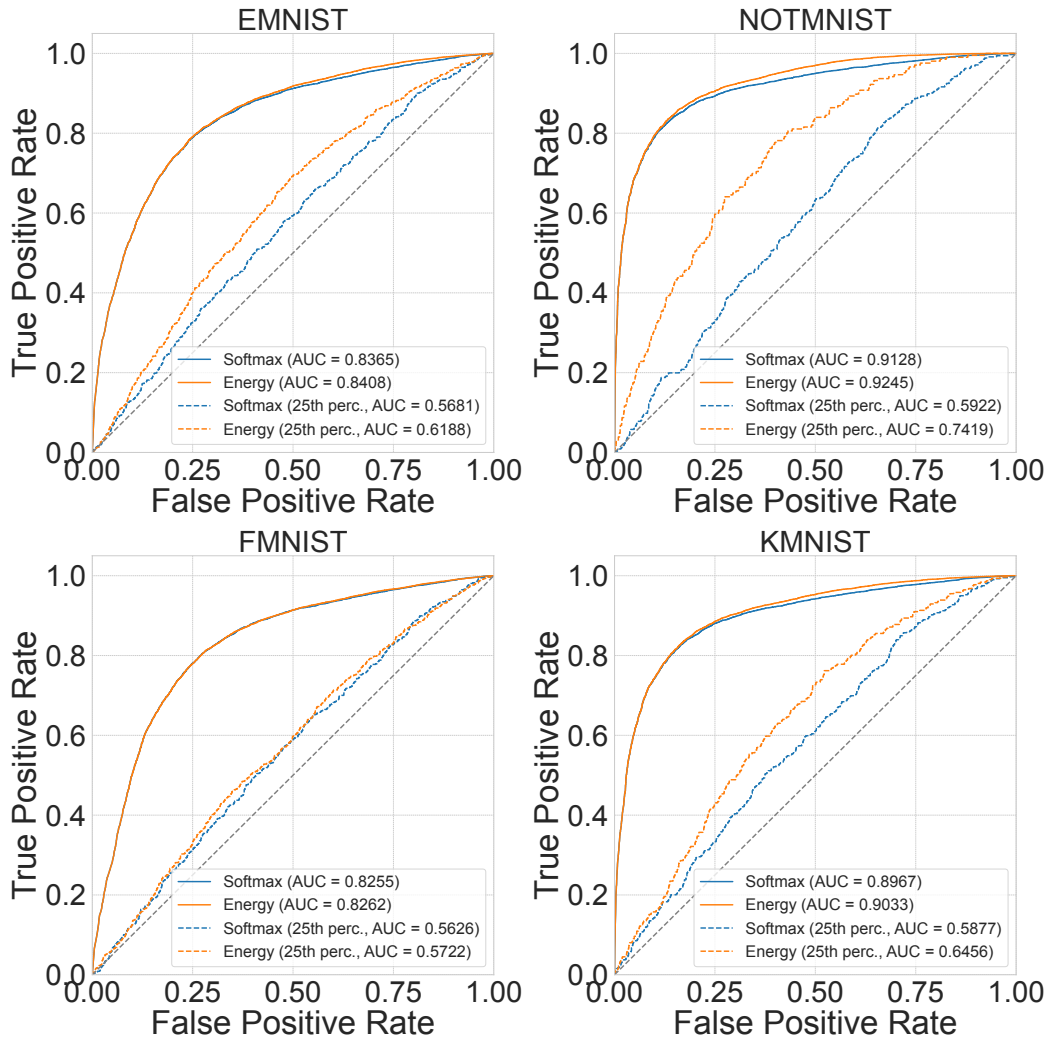 EMNIST
True Positive Rate
1.0
0.8
0.6
0.4
0.2
0.0
Softmax (AUC = 0.8365)
Energy (AUC = 0.8408)
Softmax (25th perc., AUC = 0.5681)
Energy (25th perc., AUC = 0.6188)
0.00 0.25 0.50 0.75 1.00
False Positive Rate
NOTMNIST
True Positive Rate
1.0
0.8
0.6
0.4
0.2
0.0
Softmax (AUC = 0.9128)
Energy (AUC = 0.9245)
Softmax (25th perc., AUC = 0.5922)
Energy (25th perc., AUC = 0.7419)
0.00 0.25 0.50 0.75 1.00
False Positive Rate
FMNIST
True Positive Rate
1.0
0.8
0.6
0.4
0.2
0.0
Softmax (AUC = 0.8255)
Energy (AUC = 0.8262)
Softmax (25th perc., AUC = 0.5626)
Energy (25th perc., AUC = 0.5722)
0.00 0.25 0.50 0.75 1.00
False Positive Rate
KMNIST
True Positive Rate
1.0
0.8
0.6
0.4
0.2
0.0
Softmax (AUC = 0.8967)
Energy (AUC = 0.9033)
Softmax (25th perc., AUC = 0.5877)
Energy (25th perc., AUC = 0.6456)
0.00 0.25 0.50 0.75 1.00
False Positive Rate